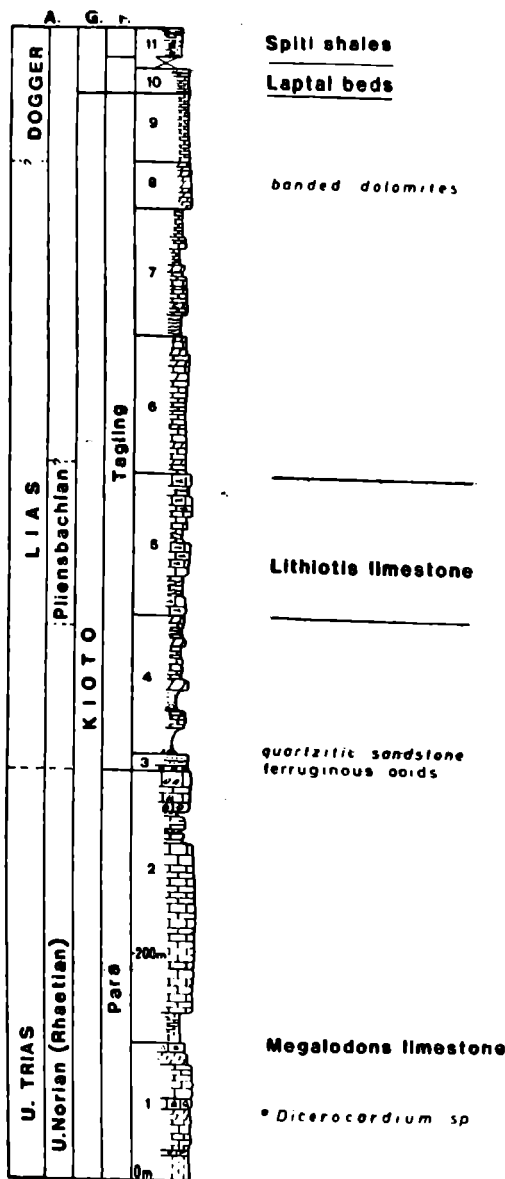 A. G. F.
11 Spiti shales
10 Laptal beds
DOGGER
9
?
8 banded dolomites
7
6
Tagling
?
LIAS
Pliensbachian
5 Lithiotis limestone
KIOTO
4
3 quartzitic sandstone
ferruginous ooids
2
200m
U. TRIAS
U.Norian (Rhaetian)
Para
Megalodons limestone
1 • Dicerocardium sp
0m